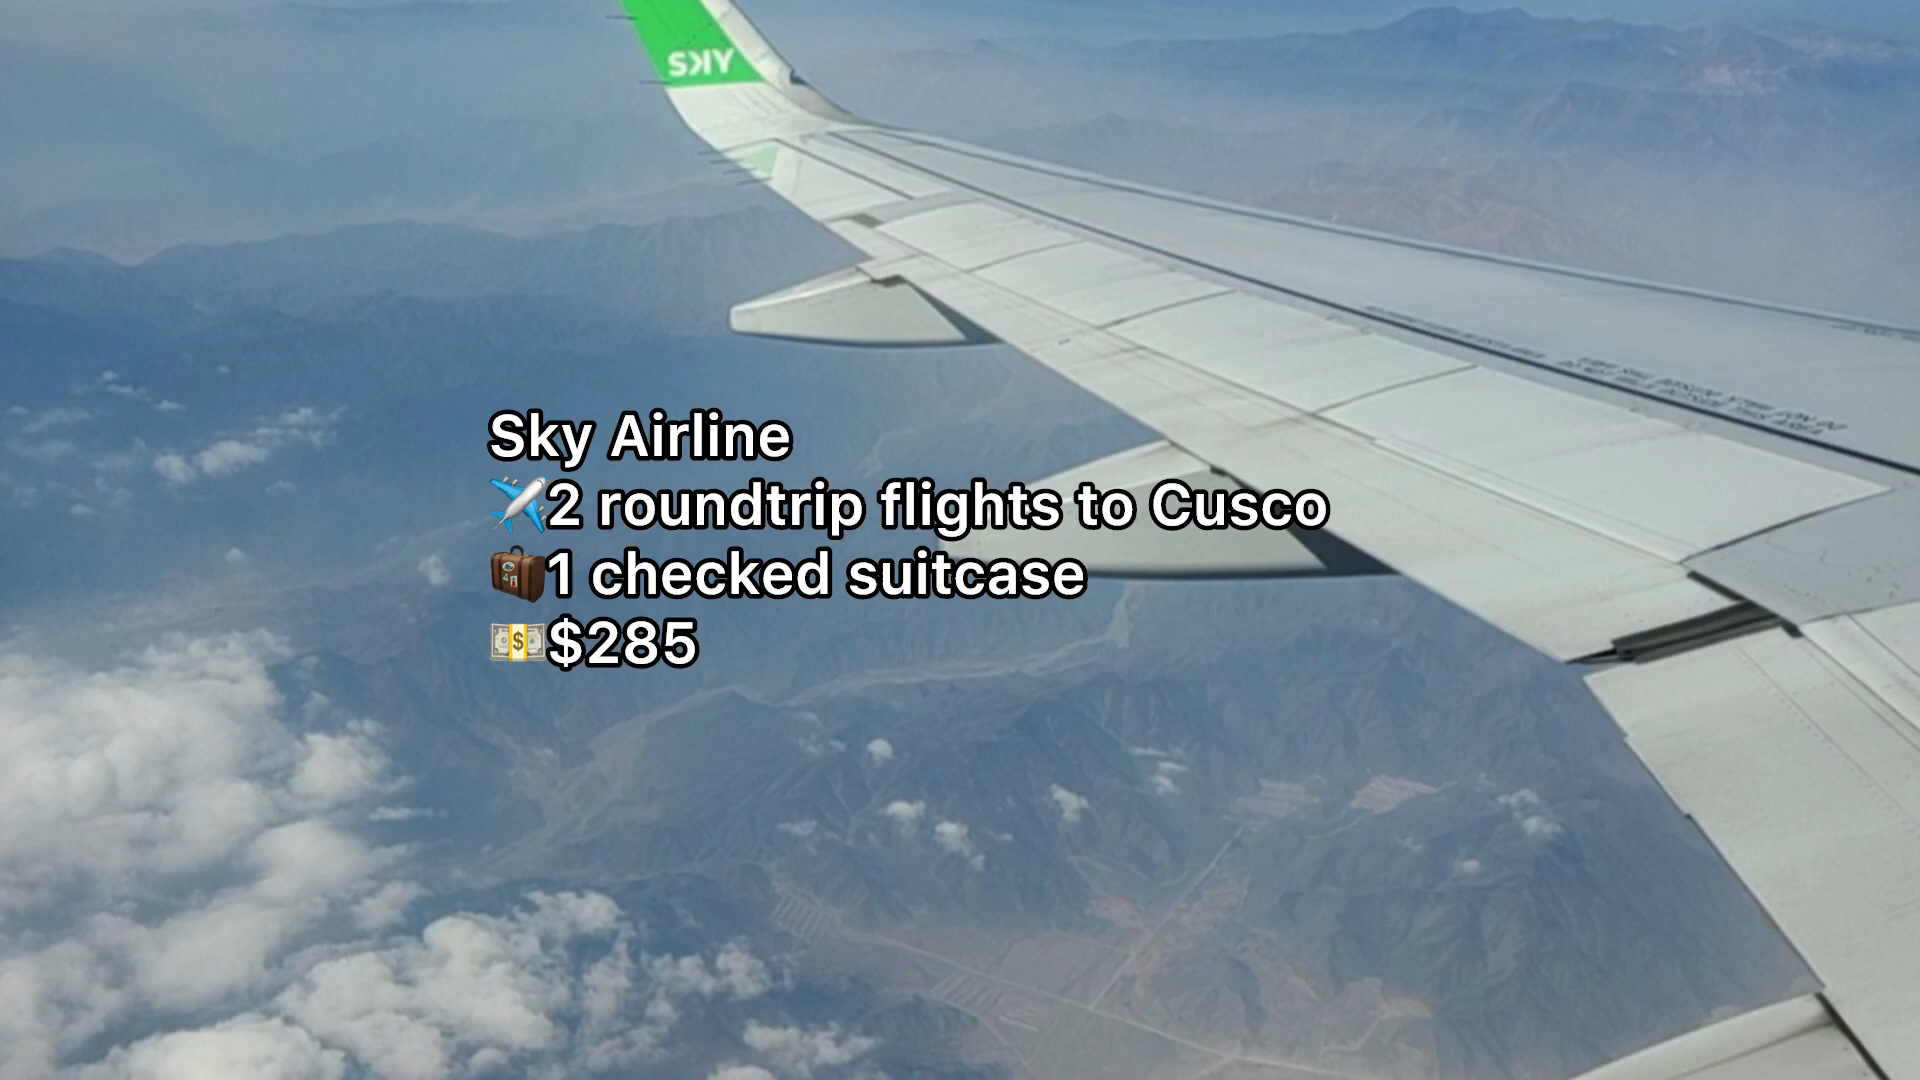 SKY
Sky Airline
✈️2 roundtrip flights to Cusco
🧳1 checked suitcase
💵$285